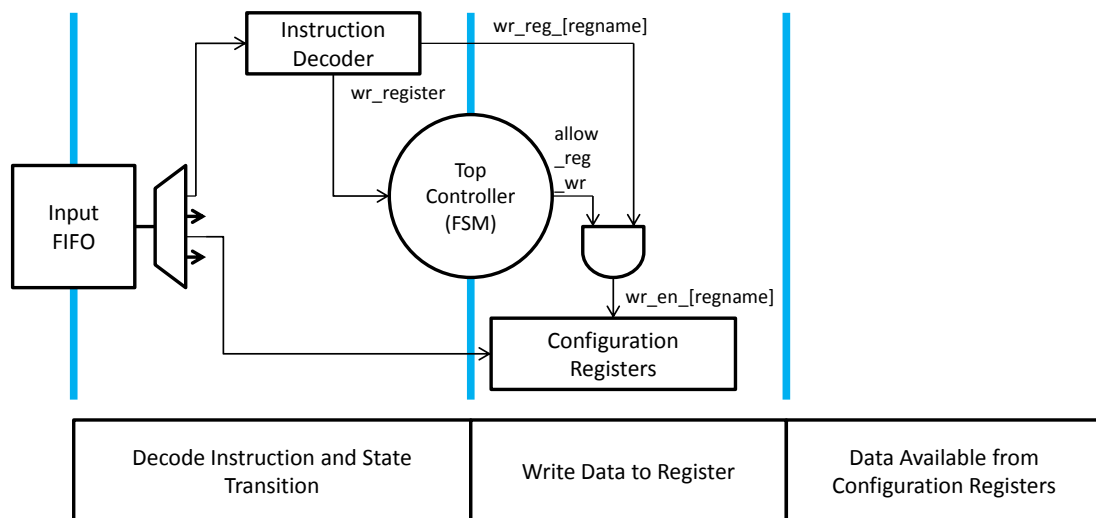 Instruction
Decoder
wr_reg_[regname]
wr_register
allow
_reg
_wr
Top
Controller
(FSM)
Input
FIFO
wr_en_[regname]
Configuration
Registers
Decode Instruction and State
Transition
Write Data to Register
Data Available from
Configuration Registers